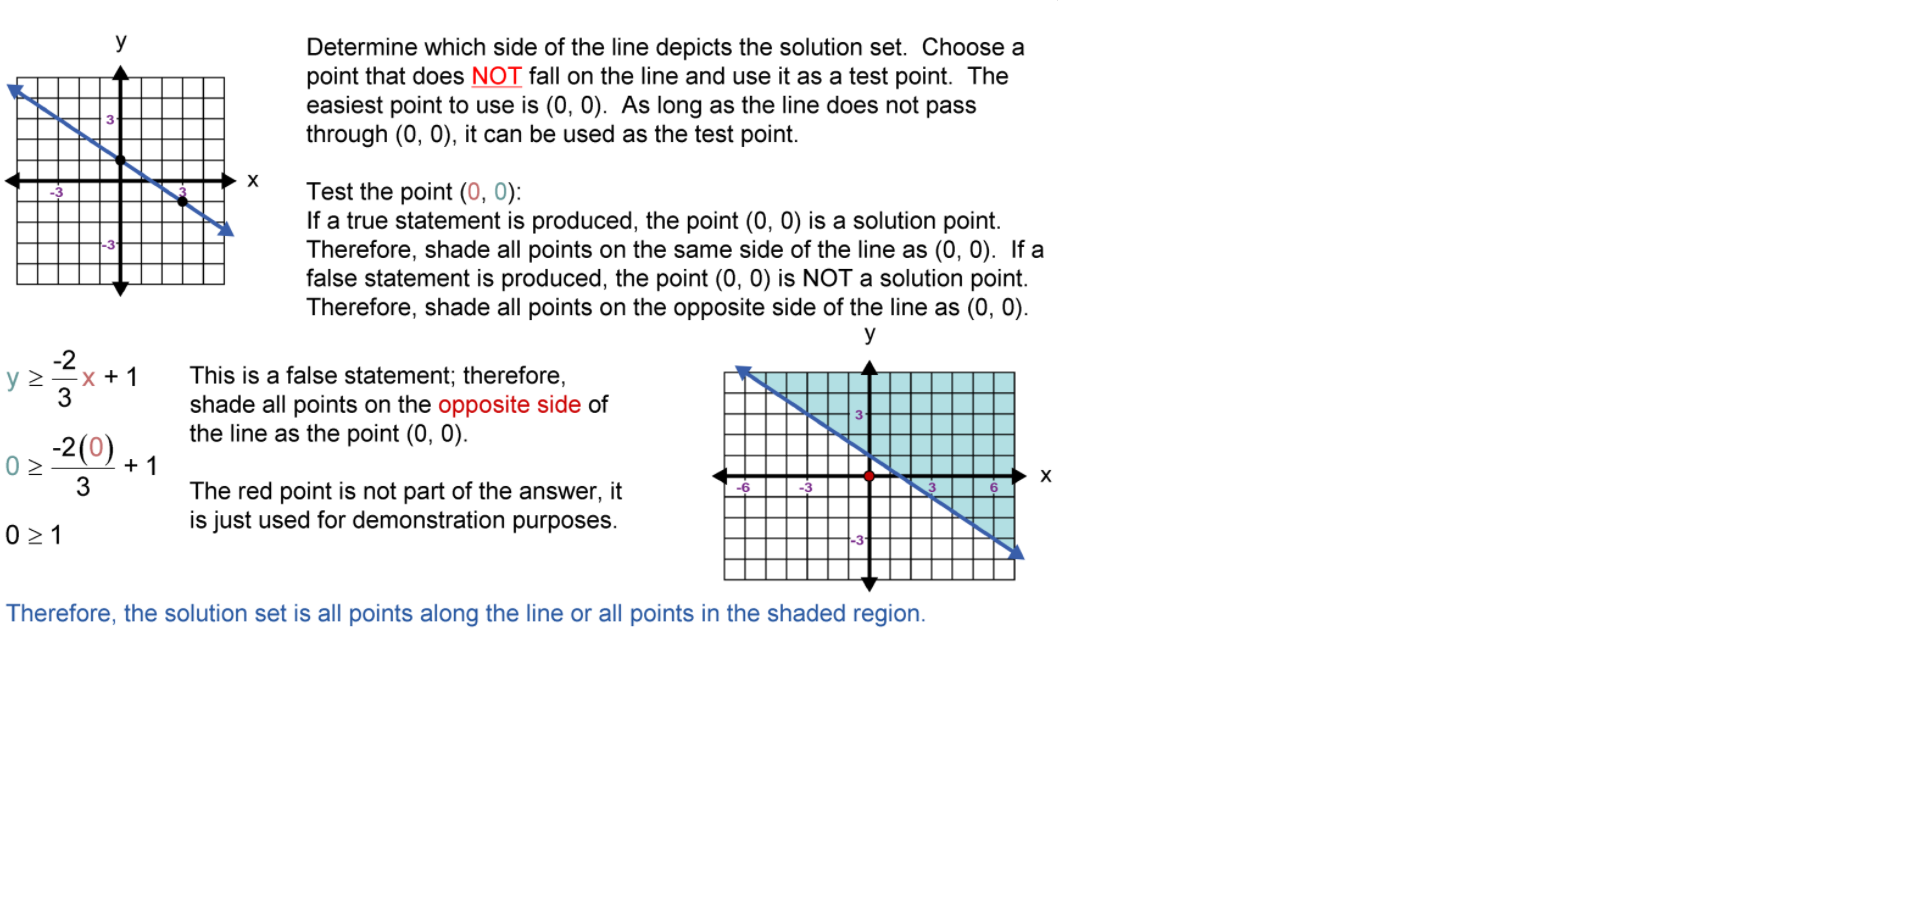 y
3
-3
3
-3
x
Determine which side of the line depicts the solution set. Choose a
point that does NOT fall on the line and use it as a test point. The
easiest point to use is (0, 0). As long as the line does not pass
through (0, 0), it can be used as the test point.
Test the point (0, 0):
If a true statement is produced, the point (0, 0) is a solution point.
Therefore, shade all points on the same side of the line as (0, 0). If a
false statement is produced, the point (0, 0) is NOT a solution point.
Therefore, shade all points on the opposite side of the line as (0, 0).
y ≥ -2/3 x + 1
0 ≥ -2(0)/3 + 1
0 ≥ 1
This is a false statement; therefore,
shade all points on the opposite side of
the line as the point (0, 0).
The red point is not part of the answer, it
is just used for demonstration purposes.
y
3
-6 -3 3 6
x
-3
Therefore, the solution set is all points along the line or all points in the shaded region.